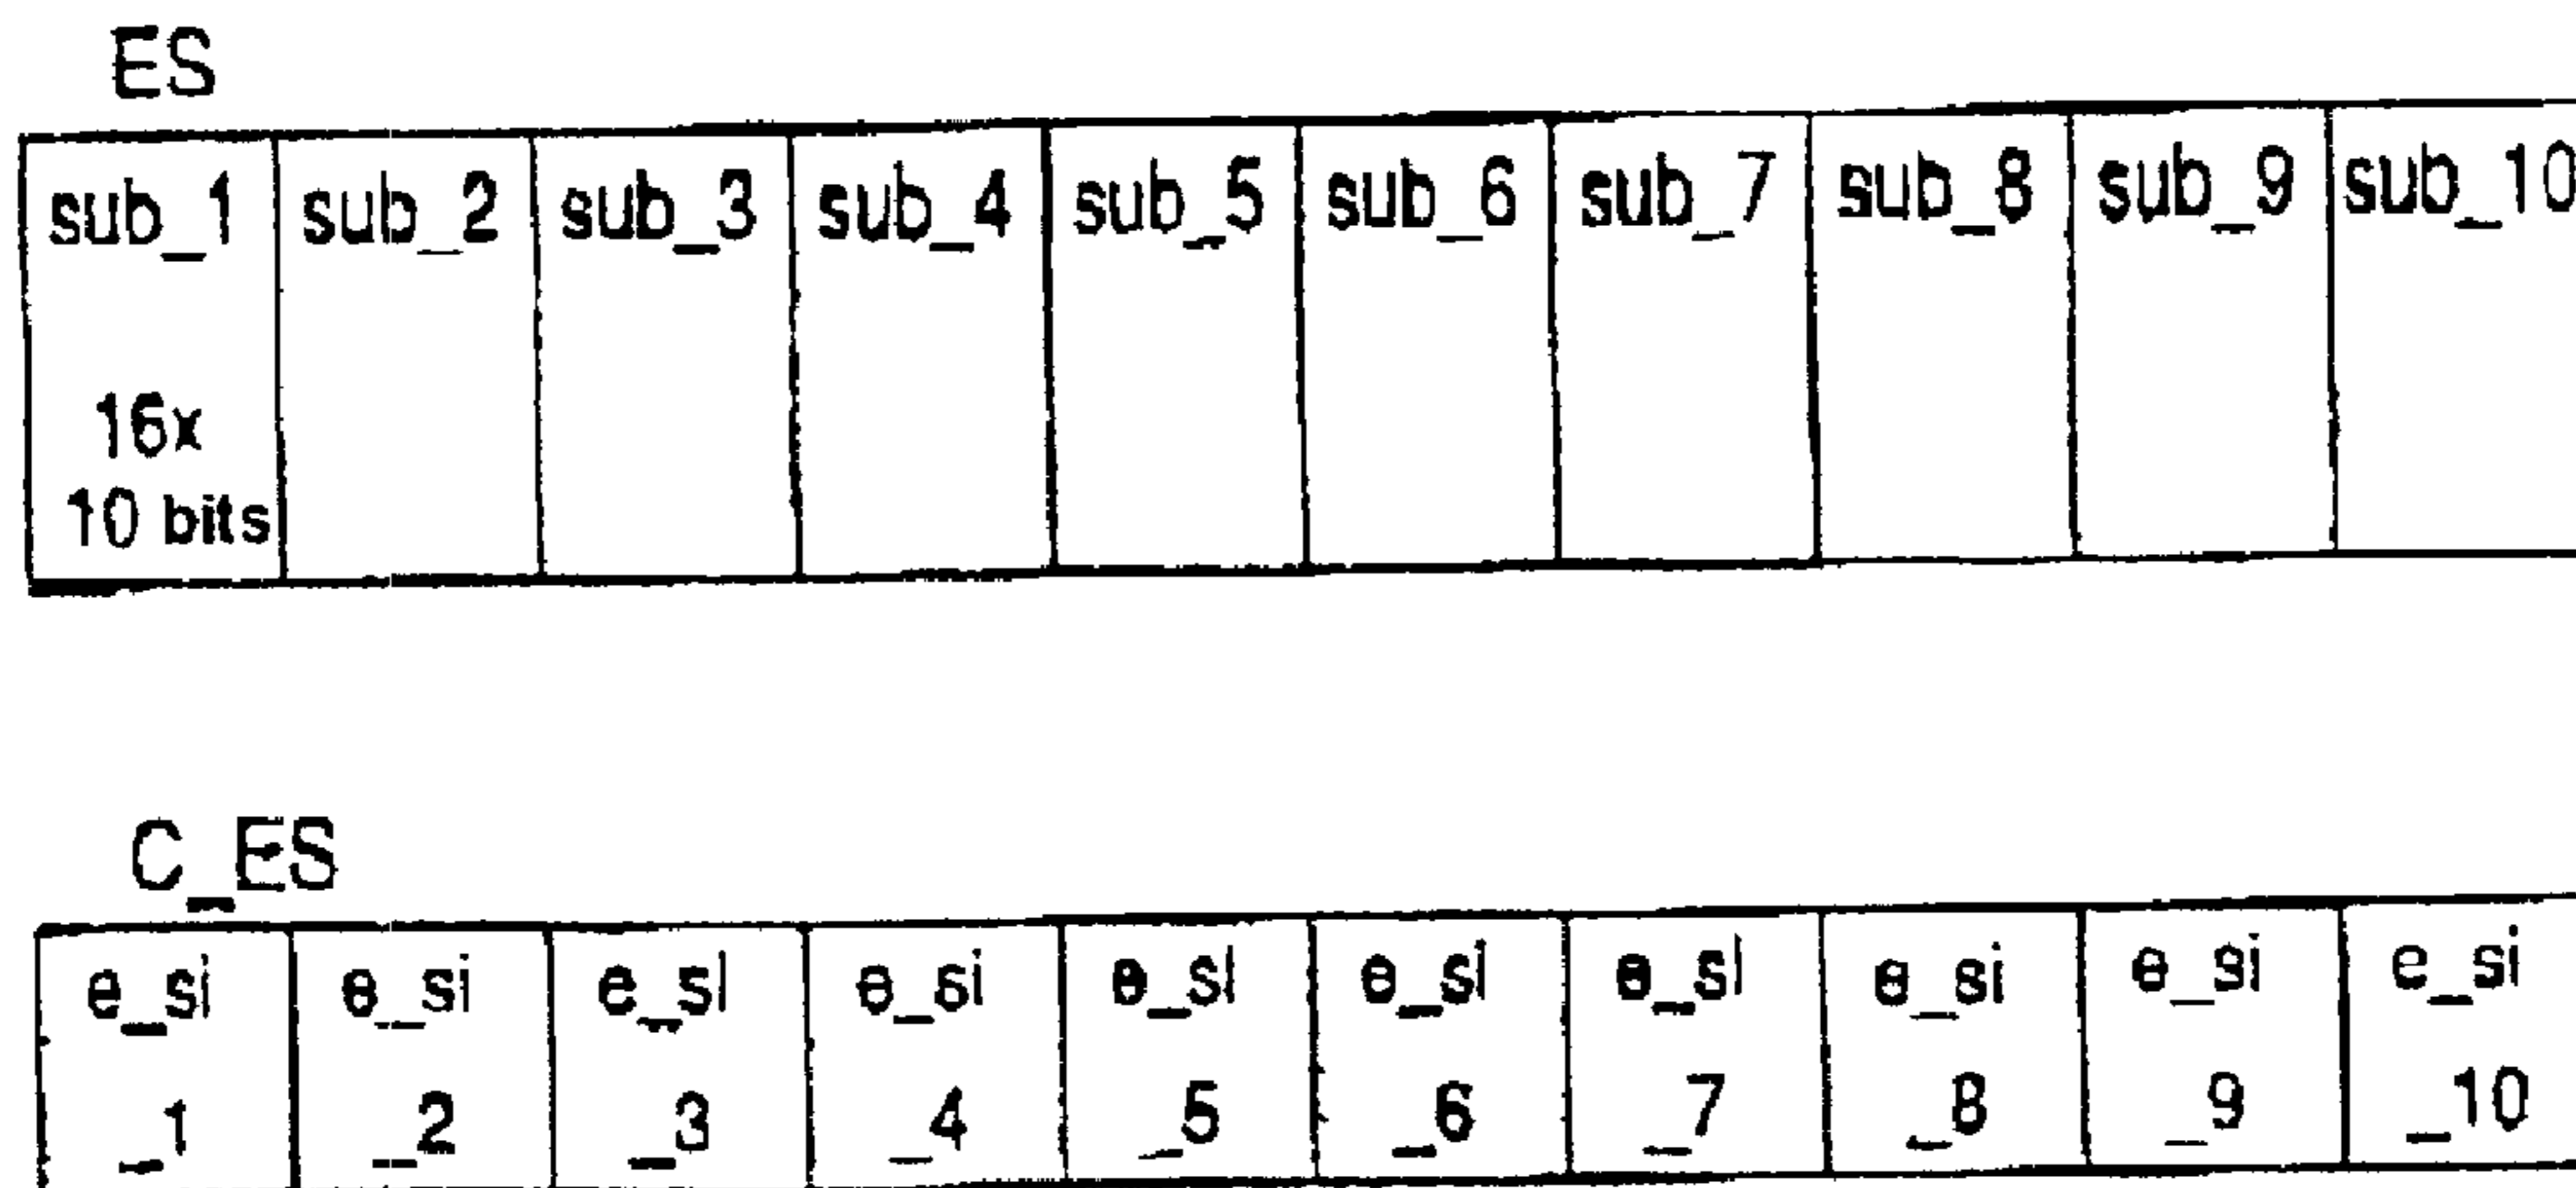 ES
sub_1 sub_2 sub_3 sub_4 sub_5 sub_6 sub_7 sub_8 sub_9 sub_10
16x
10 bits
C_ES
e_si e_si e_si e_si e_si e_si e_si e_si e_si e_si
_1 _2 _3 _4 _5 _6 _7 _8 _9 _10